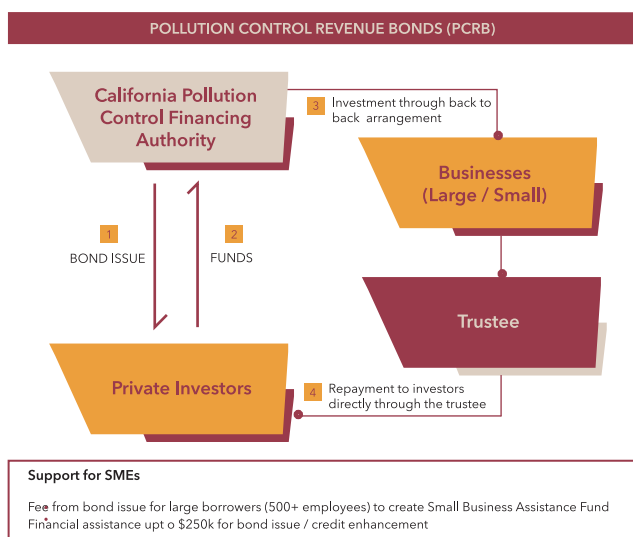 POLLUTION CONTROL REVENUE BONDS (PCRB)
California Pollution
Control Financing
Authority
3 Investment through back to
back arrangement
Businesses
(Large / Small)
1
BOND ISSUE
2
FUNDS
Trustee
Private Investors
4 Repayment to investors
directly through the trustee
Support for SMEs
Fee from bond issue for large borrowers (500+ employees) to create Small Business Assistance Fund
Financial assistance upt o $250k for bond issue / credit enhancement